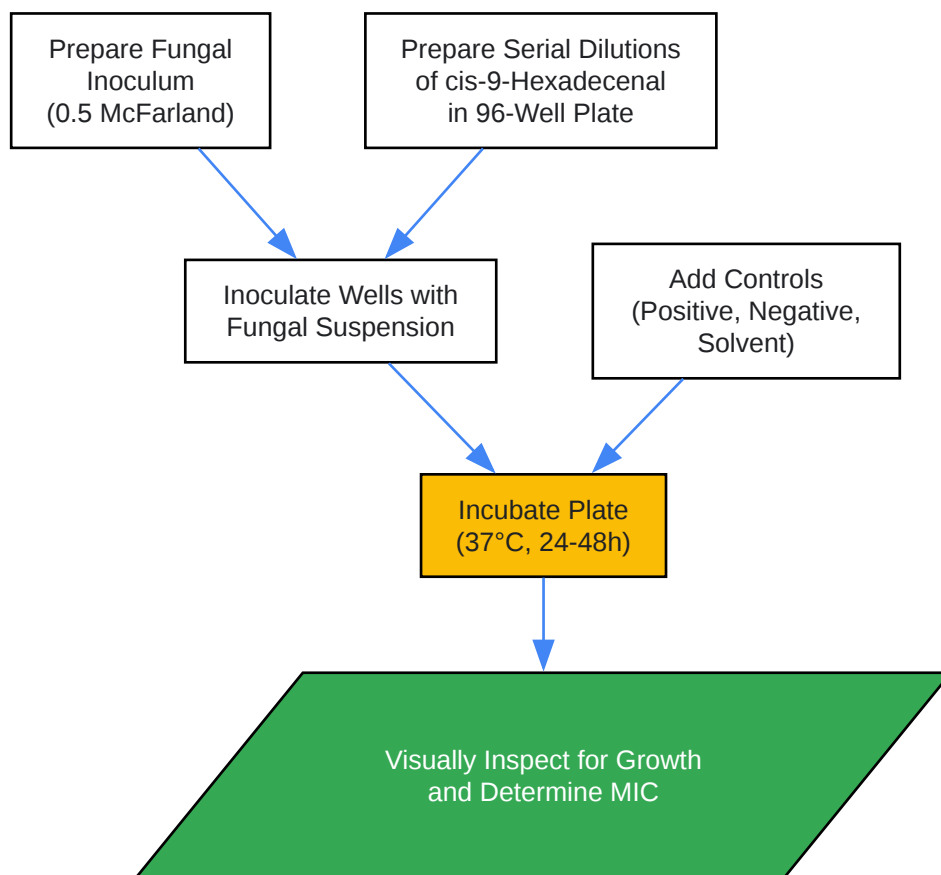 Prepare Fungal
Inoculum
(0.5 McFarland)
Prepare Serial Dilutions
of cis-9-Hexadecenal
in 96-Well Plate
Inoculate Wells with
Fungal Suspension
Add Controls
(Positive, Negative,
Solvent)
Incubate Plate
(37°C, 24-48h)
Visually Inspect for Growth
and Determine MIC